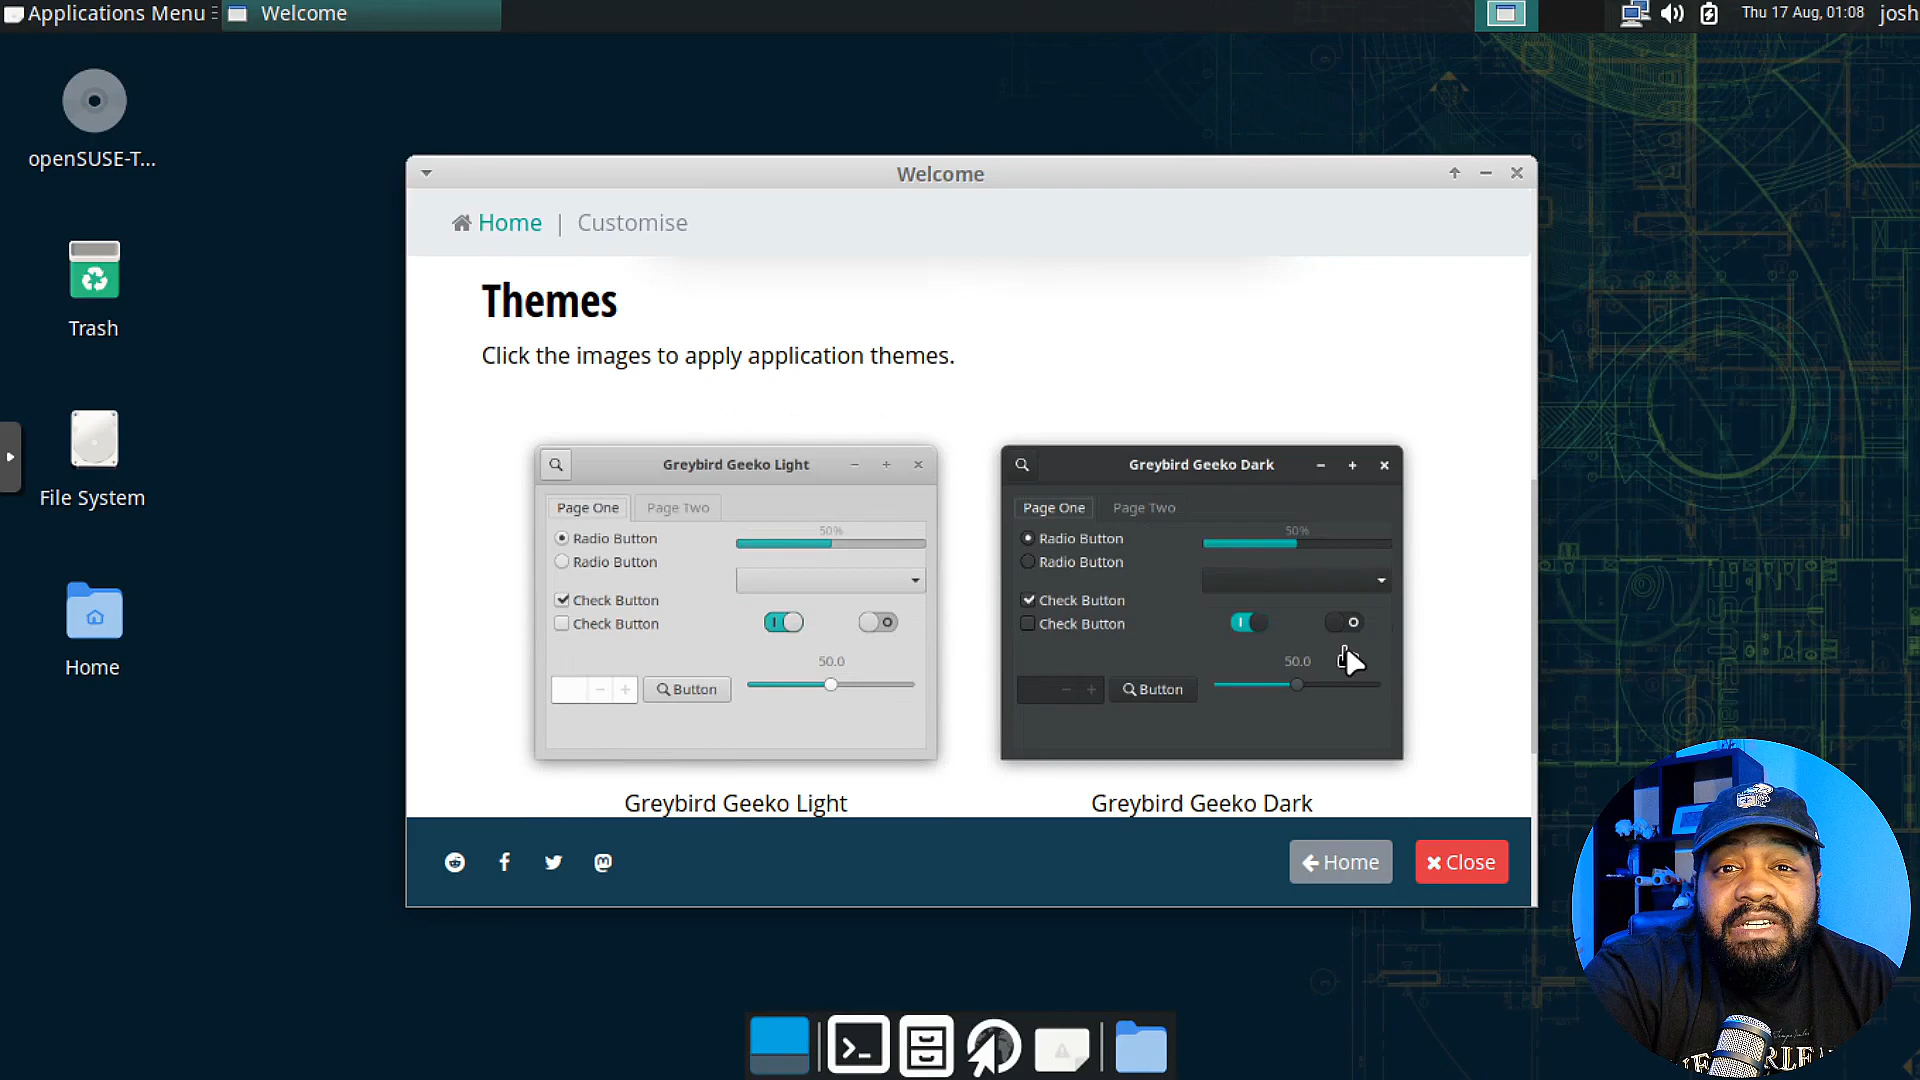 Applications Menu
Welcome
Thu 17 Aug, 01:08
josh
openSUSE-T...
Trash
File System
Home
Welcome
Home | Customise
Themes
Click the images to apply application themes.
Greybird Geeko Light
Page One
Page Two
Radio Button
50%
Radio Button
Check Button
Check Button
50.0
Button
Greybird Geeko Light
Greybird Geeko Dark
Page One
Page Two
Radio Button
50%
Radio Button
Check Button
Check Button
50.0
Button
Greybird Geeko Dark
Home
Close